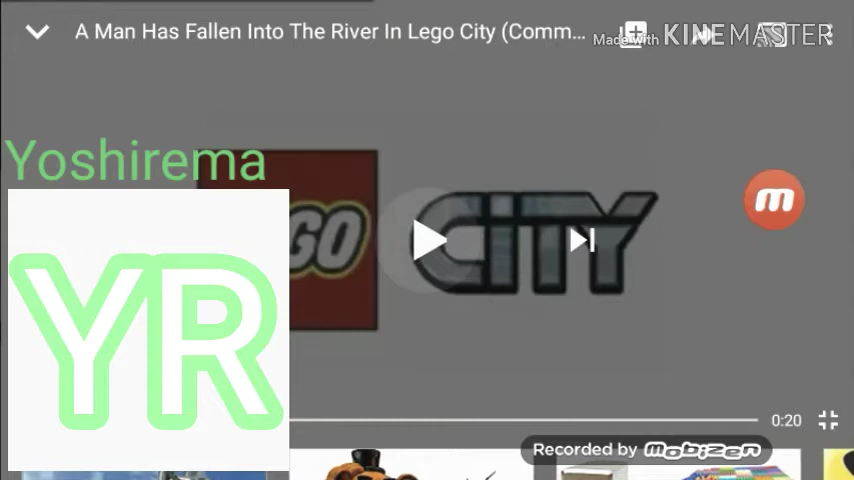 A Man Has Fallen Into The River In Lego City (Comm...
Made with KINEMASTER
Yoshirema
GO CITY
m
YR
0:20
Recorded by mobizen